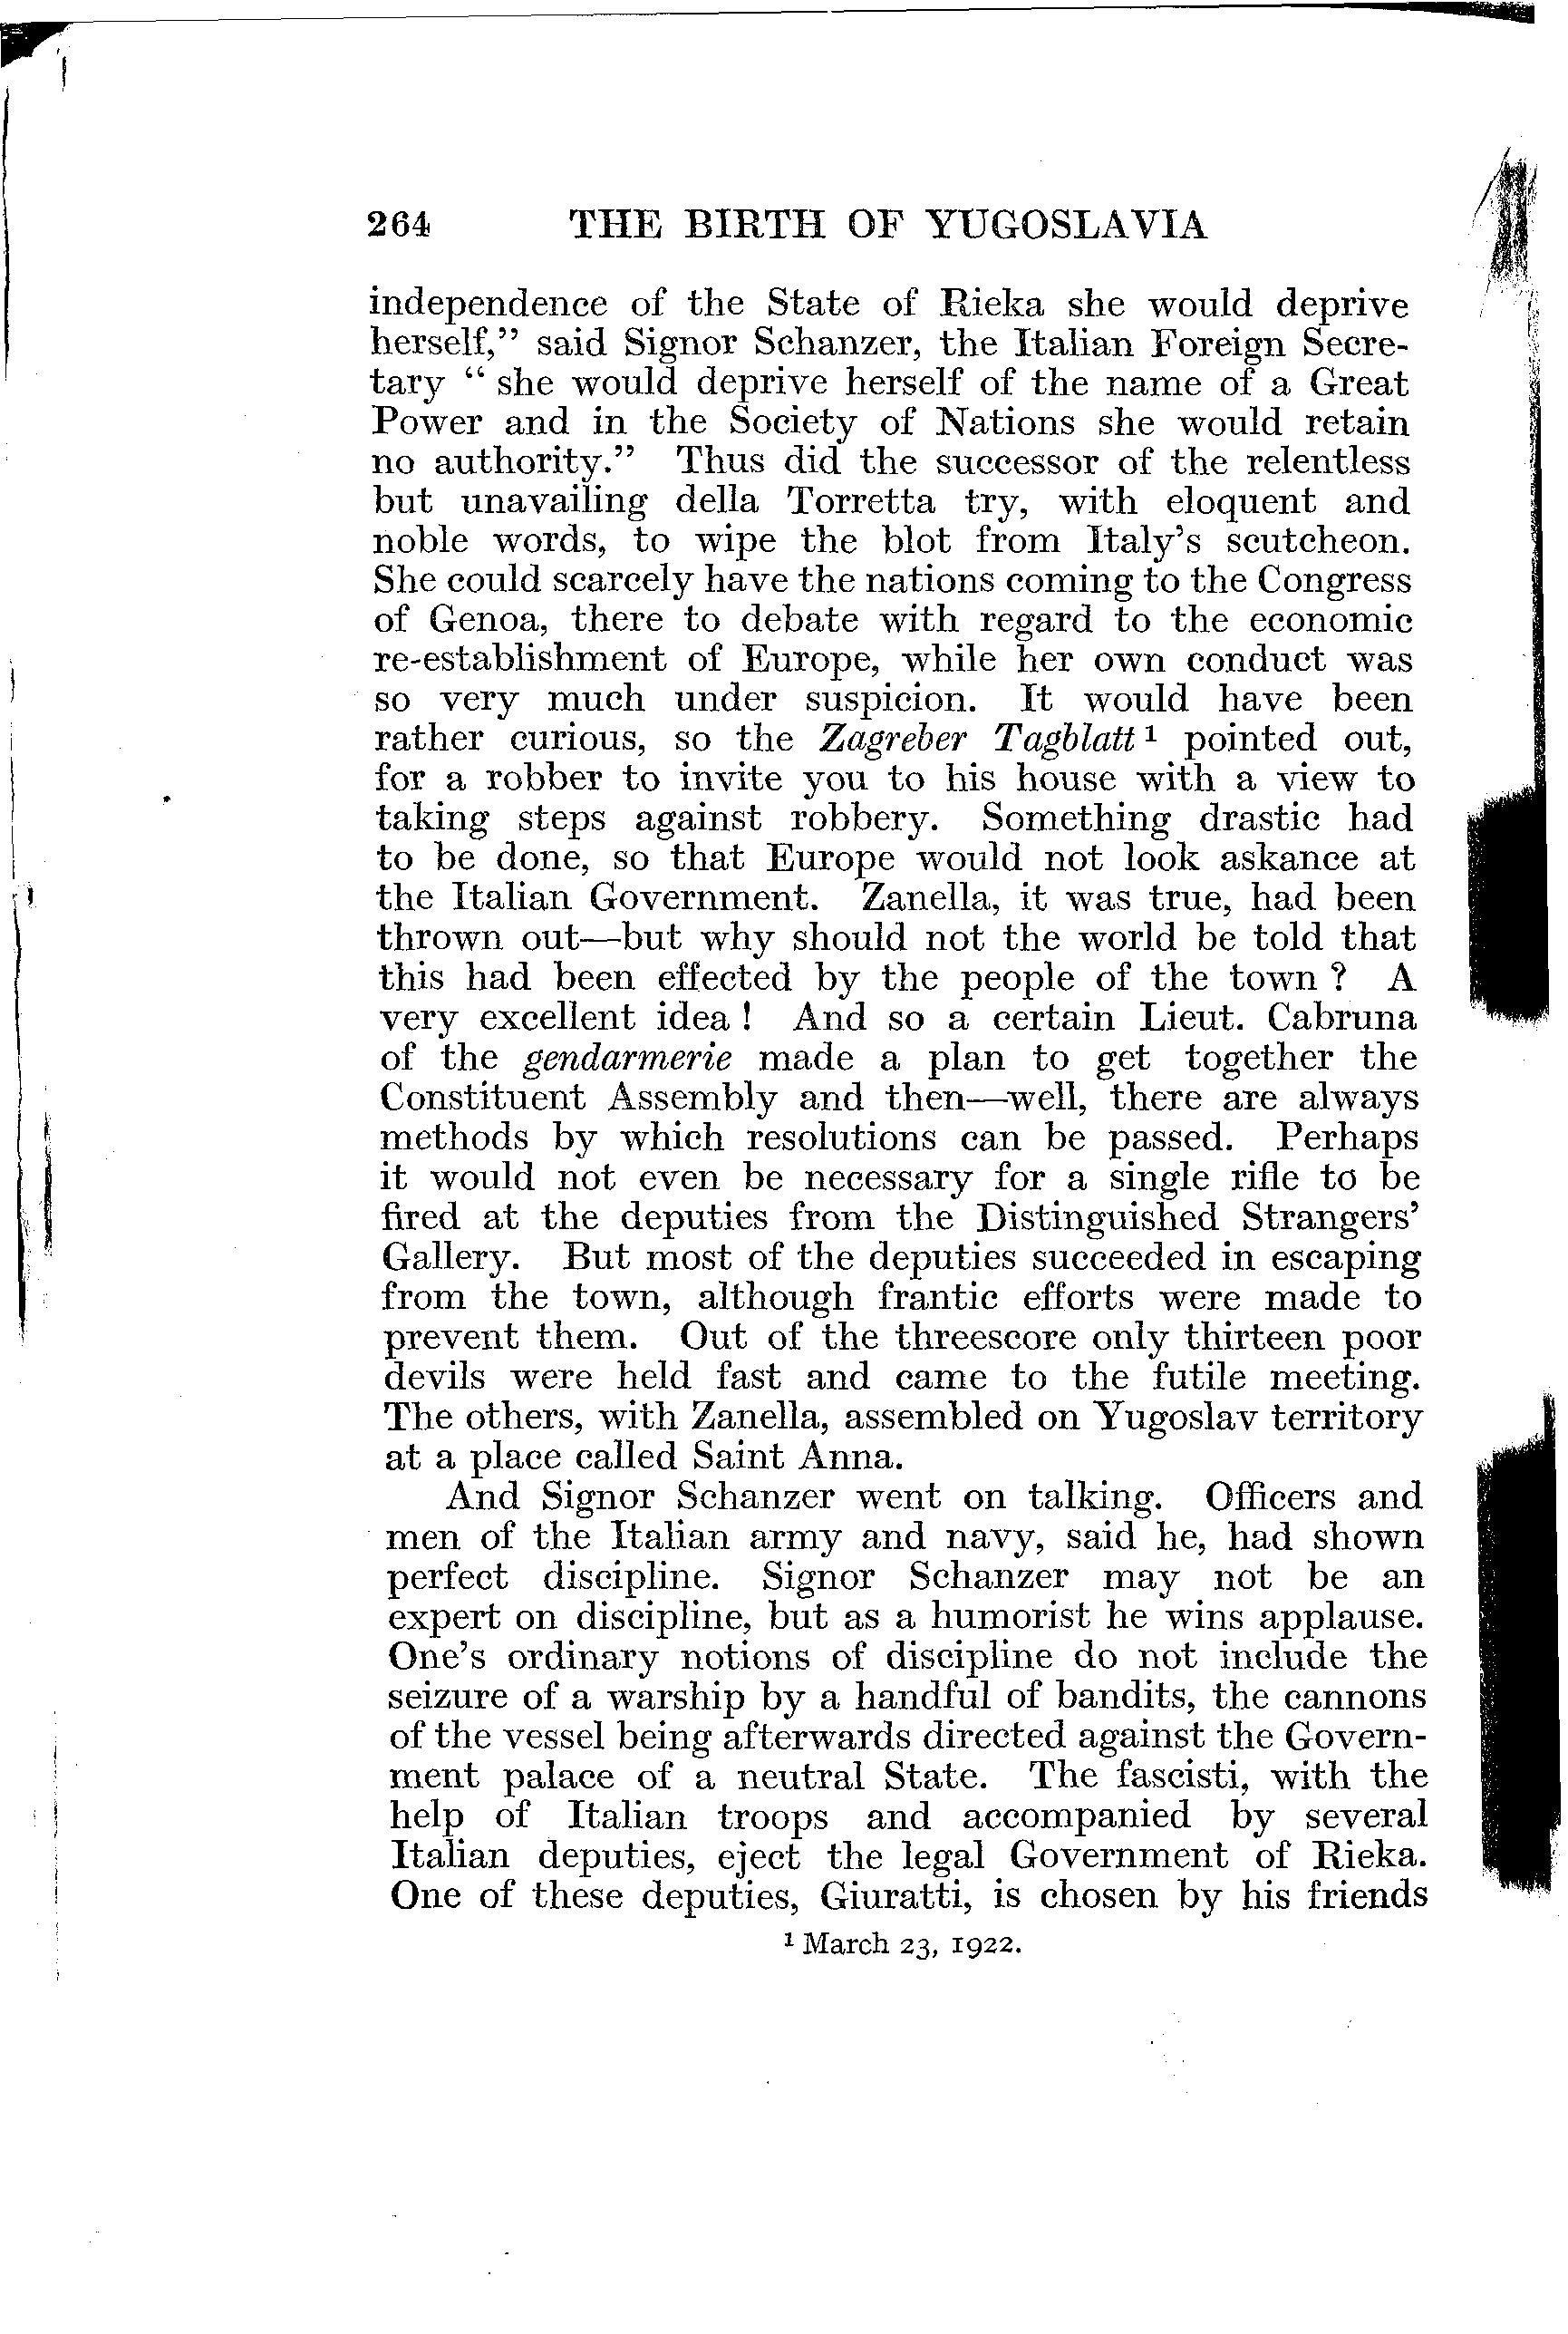 264 THE BIRTH OF YUGOSLAVIA
independence of the State of Rieka she would deprive
herself,” said Signor Schanzer, the Italian Foreign Secre-
tary “ she would deprive herself of the name of a Great
Power and in the Society of Nations she would retain
no authority.” Thus did the successor of the relentless
but unavailing della Torretta try, with eloquent and
noble words, to wipe the blot from Italy’s scutcheon.
She could scarcely have the nations coming to the Congress
of Genoa, there to debate with regard to the economic
re-establishment of Europe, while her own conduct was
so very much under suspicion. It would have been
rather curious, so the Zagreber Tagblatt ¹ pointed out,
for a robber to invite you to his house with a view to
taking steps against robbery. Something drastic had
to be done, so that Europe would not look askance at
the Italian Government. Zanella, it was true, had been
thrown out—but why should not the world be told that
this had been effected by the people of the town ? A
very excellent idea ! And so a certain Lieut. Cabruna
of the gendarmerie made a plan to get together the
Constituent Assembly and then—well, there are always
methods by which resolutions can be passed. Perhaps
it would not even be necessary for a single rifle to be
fired at the deputies from the Distinguished Strangers’
Gallery. But most of the deputies succeeded in escaping
from the town, although frantic efforts were made to
prevent them. Out of the threescore only thirteen poor
devils were held fast and came to the futile meeting.
The others, with Zanella, assembled on Yugoslav territory
at a place called Saint Anna.
And Signor Schanzer went on talking. Officers and
men of the Italian army and navy, said he, had shown
perfect discipline. Signor Schanzer may not be an
expert on discipline, but as a humorist he wins applause.
One’s ordinary notions of discipline do not include the
seizure of a warship by a handful of bandits, the cannons
of the vessel being afterwards directed against the Govern-
ment palace of a neutral State. The fascisti, with the
help of Italian troops and accompanied by several
Italian deputies, eject the legal Government of Rieka.
One of these deputies, Giuratti, is chosen by his friends
¹ March 23, 1922.